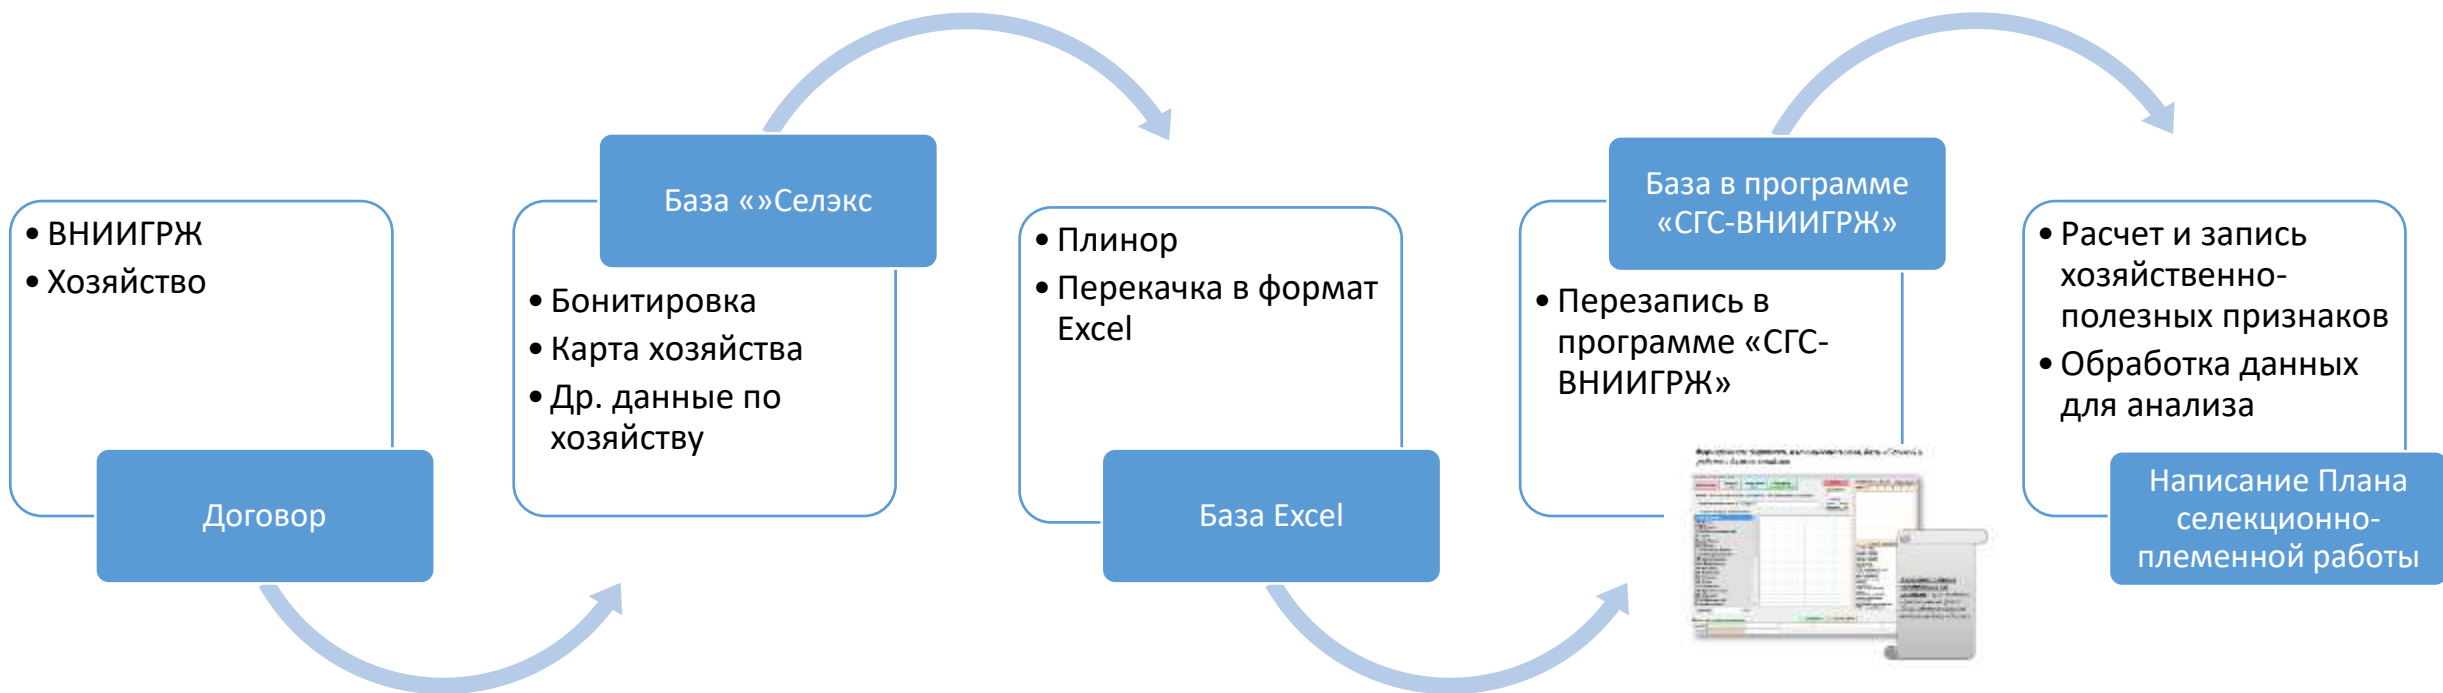 • ВНИИГРЖ
• Хозяйство
Договор
База «»Селэкс
• Бонитировка
• Карта хозяйства
• Др. данные по
хозяйству
• Плинор
• Перекачка в формат
Excel
База Excel
База в программе
«СГС-ВНИИГРЖ»
• Перезапись в
программе «СГС-
ВНИИГРЖ»
• Расчет и запись
хозяйственно-
полезных признаков
• Обработка данных
для анализа
Написание Плана
селекционно-
племенной работы